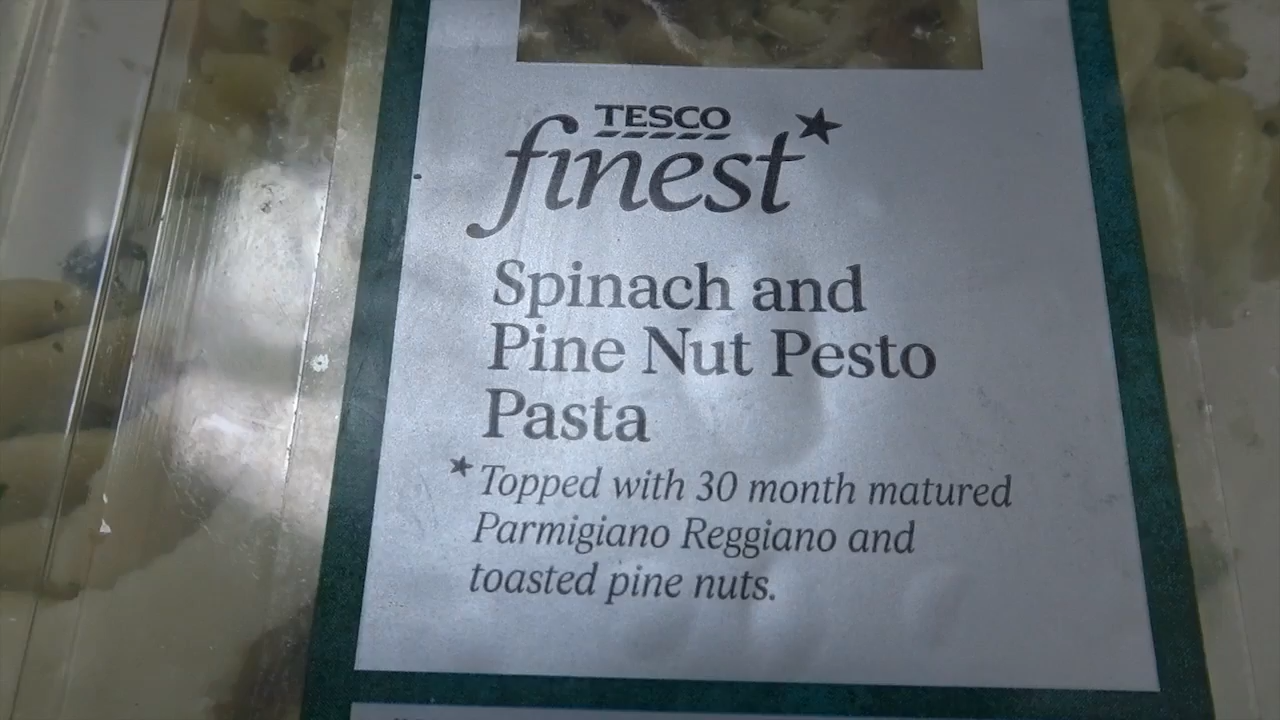 TESCO
finest*
Spinach and
Pine Nut Pesto
Pasta
*Topped with 30 month matured
Parmigiano Reggiano and
toasted pine nuts.